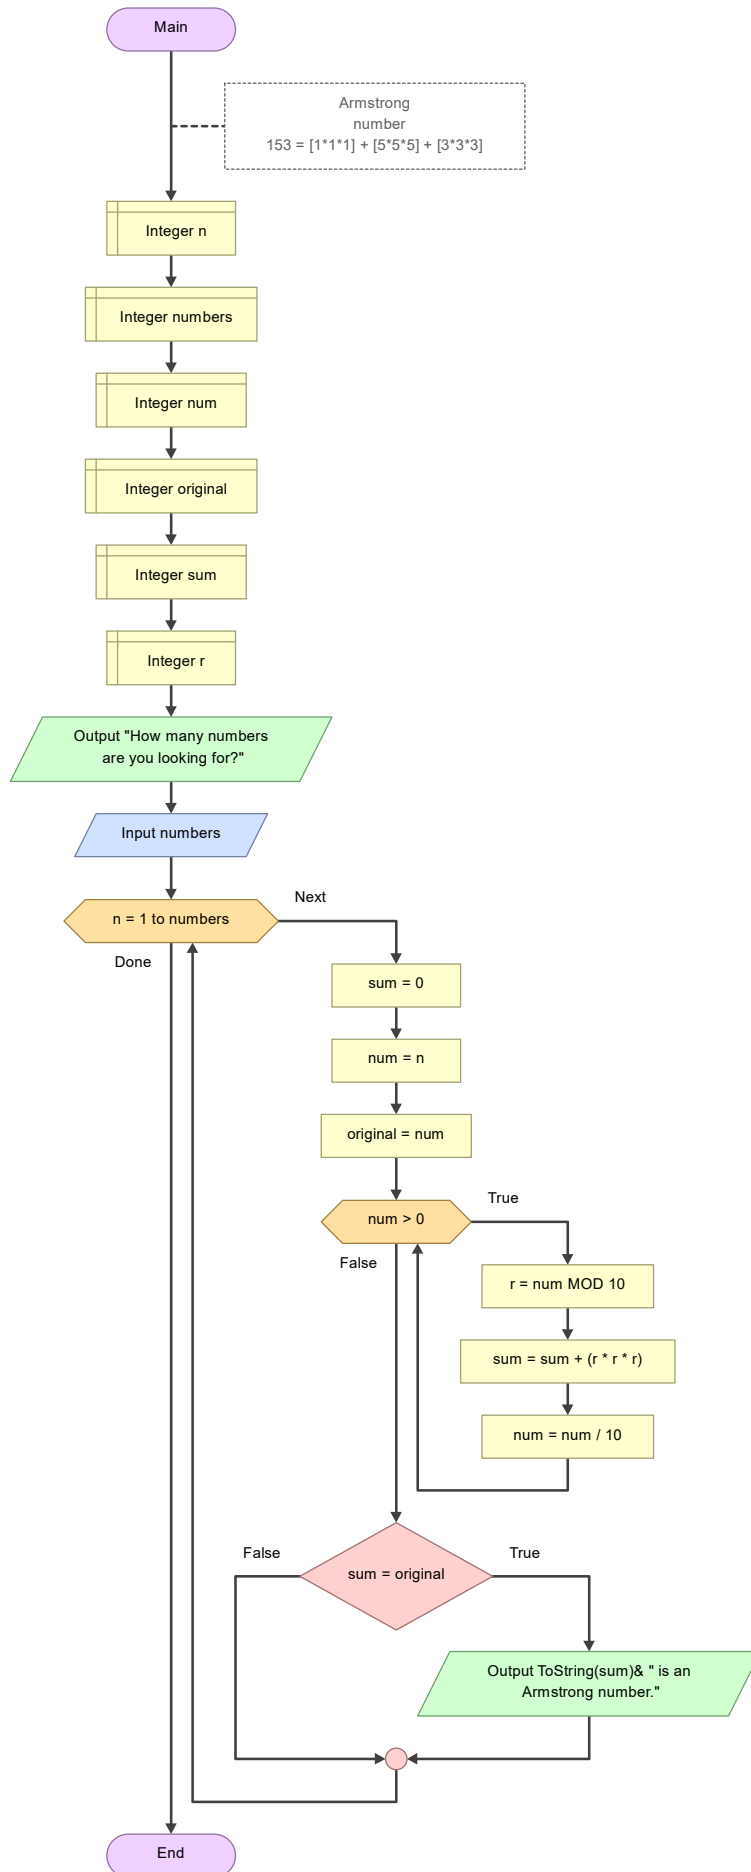 Main
Armstrong
number
153 = [1*1*1] + [5*5*5] + [3*3*3]
Integer n
Integer numbers
Integer num
Integer original
Integer sum
Integer r
Output "How many numbers
are you looking for?"
Input numbers
n = 1 to numbers
Next
Done
sum = 0
num = n
original = num
num > 0
True
False
r = num MOD 10
sum = sum + (r * r * r)
num = num / 10
sum = original
False
True
Output ToString(sum)& " is an
Armstrong number."
End